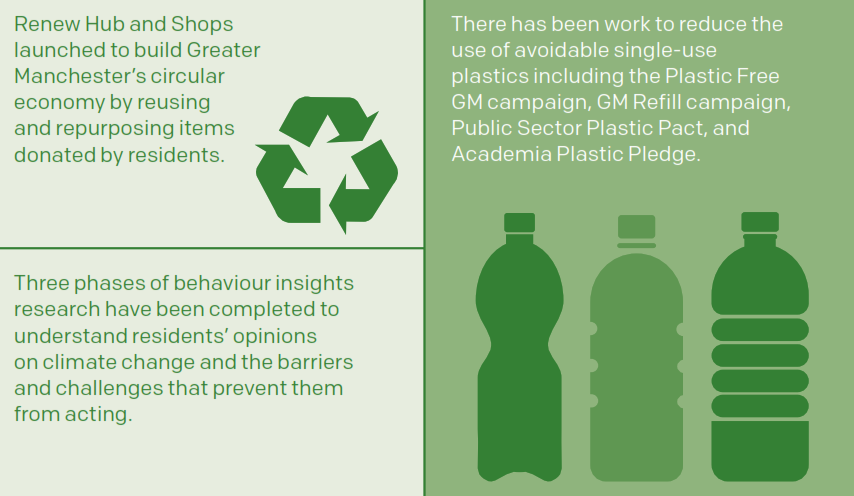 Renew Hub and Shops
launched to build Greater
Manchester’s circular
economy by reusing
and repurposing items
donated by residents.
Three phases of behaviour insights
research have been completed to
understand residents’ opinions
on climate change and the barriers
and challenges that prevent them
from acting.
There has been work to reduce the
use of avoidable single-use
plastics including the Plastic Free
GM campaign, GM Refill campaign,
Public Sector Plastic Pact, and
Academia Plastic Pledge.